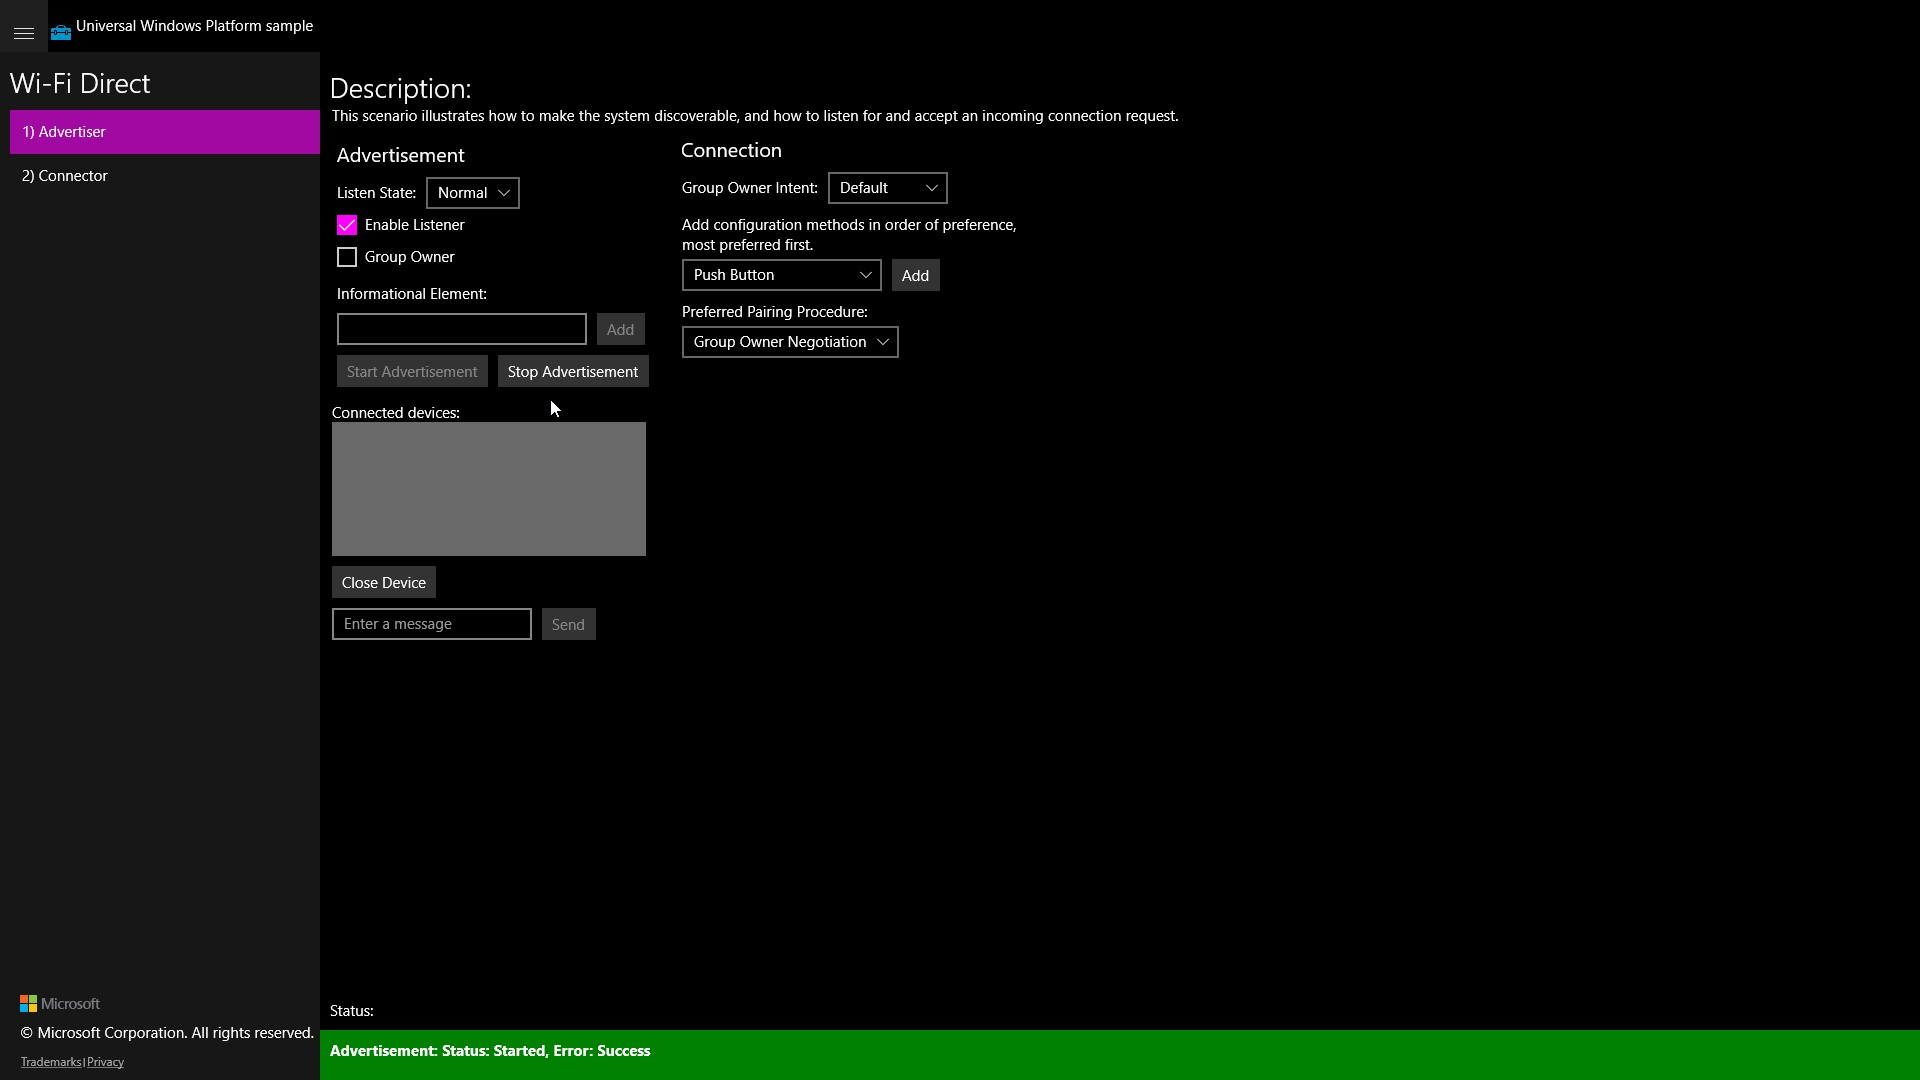 Universal Windows Platform sample
Wi-Fi Direct
1) Advertiser
2) Connector
Microsoft
© Microsoft Corporation. All rights reserved.
Trademarks|Privacy
Description:
This scenario illustrates how to make the system discoverable, and how to listen for and accept an incoming connection request.
Advertisement
Listen State: Normal
Enable Listener
Group Owner
Informational Element:
Add
Start Advertisement Stop Advertisement
Connected devices:
Close Device
Enter a message Send
Connection
Group Owner Intent: Default
Add configuration methods in order of preference,
most preferred first.
Push Button Add
Preferred Pairing Procedure:
Group Owner Negotiation
Status:
Advertisement: Status: Started, Error: Success